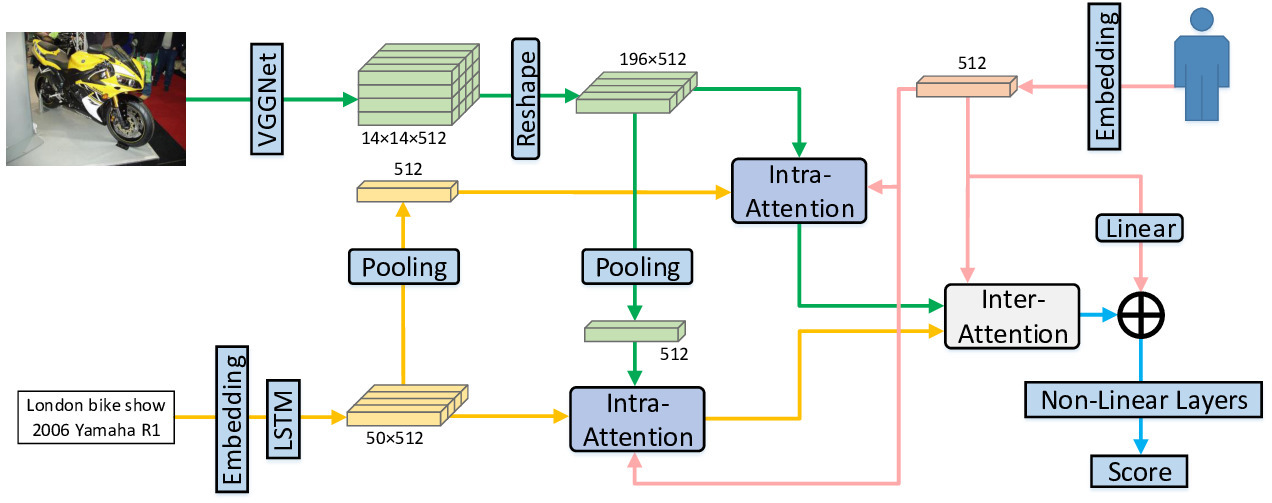 VGGNet
14×14×512
Reshape
196×512
512
Embedding
512
Intra-
Attention
Linear
Pooling
Pooling
Inter-
Attention
512
London bike show
2006 Yamaha R1
Embedding
LSTM
50×512
Intra-
Attention
Non-Linear Layers
Score